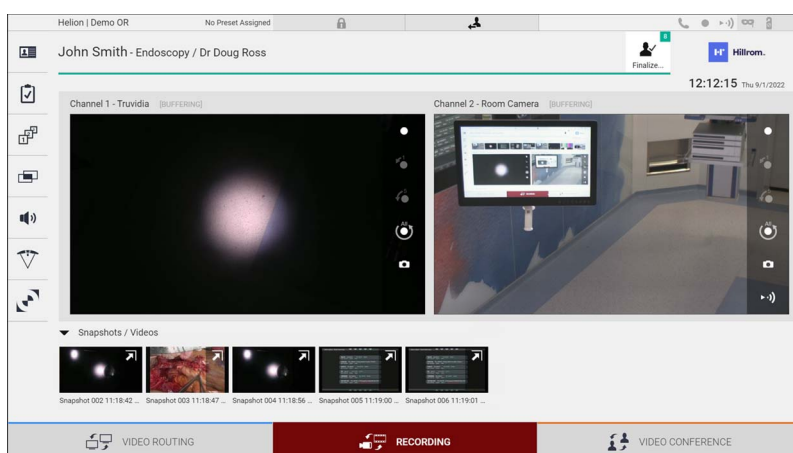 Helion | Demo OR
No Preset Assigned
John Smith - Endoscopy / Dr Doug Ross
8
Finalize...
H Hillrom.
12:12:15 Thu 9/1/2022
Channel 1 - Truvidia [BUFFERING]
Channel 2 - Room Camera [BUFFERING]
All
All
Snapshots / Videos
Snapshot 002 11:18:42 ...
Snapshot 003 11:18:47 ...
Snapshot 004 11:18:56 ...
Snapshot 005 11:19:00 ...
Snapshot 006 11:19:01 ...
VIDEO ROUTING
RECORDING
VIDEO CONFERENCE